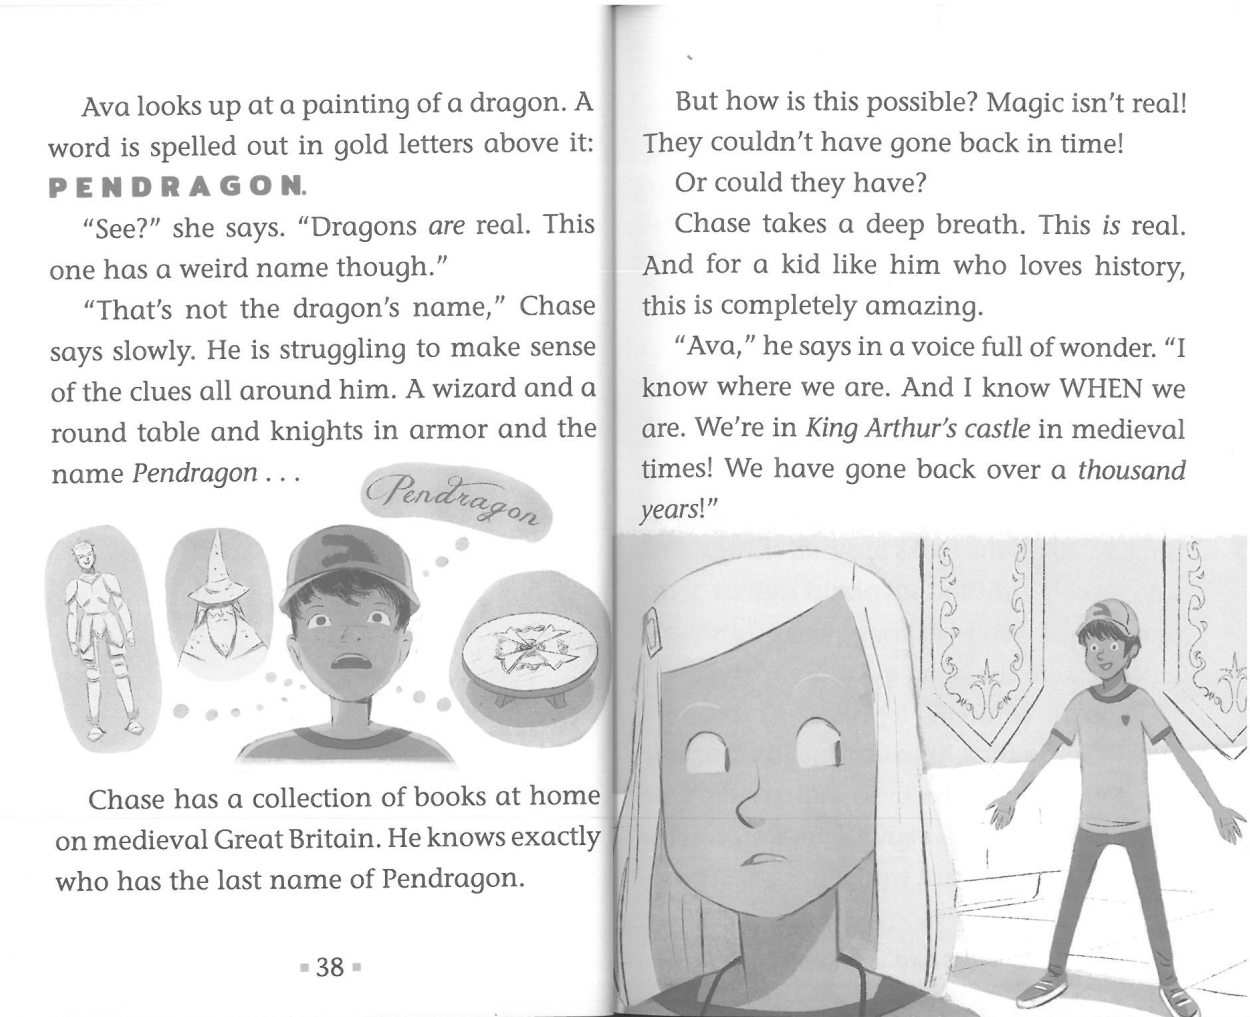 Ava looks up at a painting of a dragon. A
word is spelled out in gold letters above it:
PENDRAGON.
“See?” she says. “Dragons are real. This
one has a weird name though.”
“That’s not the dragon’s name,” Chase
says slowly. He is struggling to make sense
of the clues all around him. A wizard and a
round table and knights in armor and the
name Pendragon . . .
Pendragon
Chase has a collection of books at home
on medieval Great Britain. He knows exactly
who has the last name of Pendragon.
38
But how is this possible? Magic isn’t real!
They couldn’t have gone back in time!
Or could they have?
Chase takes a deep breath. This is real.
And for a kid like him who loves history,
this is completely amazing.
“Ava,” he says in a voice full of wonder. “I
know where we are. And I know WHEN we
are. We’re in King Arthur’s castle in medieval
times! We have gone back over a thousand
years!”